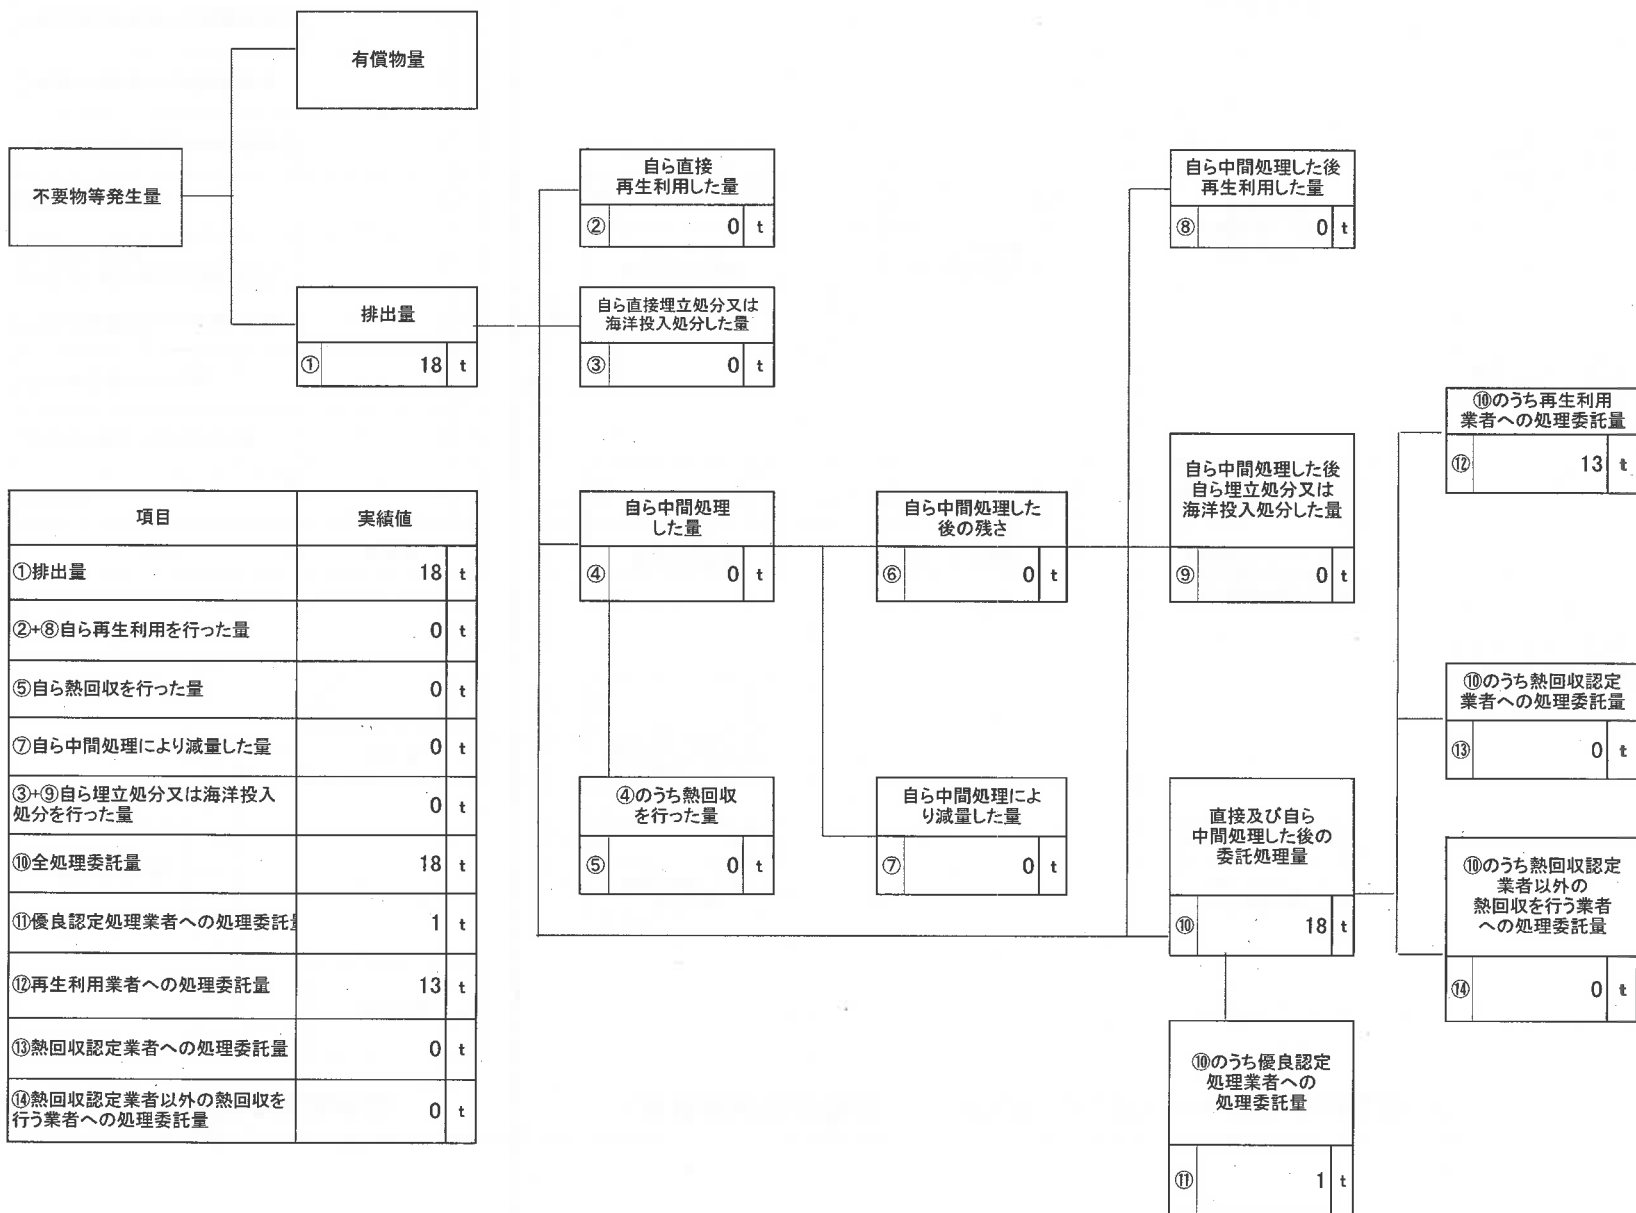 有償物量
不要物等発生量
排出量
① 18 t
自ら直接
再生利用した量
② 0 t
自ら直接埋立処分又は
海洋投入処分した量
③ 0 t
自ら中間処理
した量
④ 0 t
④のうち熱回収
を行った量
⑤ 0 t
自ら中間処理した
後の残さ
⑥ 0 t
自ら中間処理によ
り減量した量
⑦ 0 t
自ら中間処理した後
再生利用した量
⑧ 0 t
自ら中間処理した後
自ら埋立処分又は
海洋投入処分した量
⑨ 0 t
直接及び自ら
中間処理した後の
委託処理量
⑩ 18 t
⑩のうち優良認定
処理業者への
処理委託量
⑪ 1 t
⑩のうち再生利用
業者への処理委託量
⑫ 13 t
⑩のうち熱回収認定
業者への処理委託量
⑬ 0 t
⑩のうち熱回収認定
業者以外の
熱回収を行う業者
への処理委託量
⑭ 0 t
項目 実績値
①排出量 18 t
②+⑧自ら再生利用を行った量 0 t
⑤自ら熱回収を行った量 0 t
⑦自ら中間処理により減量した量 0 t
③+⑨自ら埋立処分又は海洋投入
処分を行った量 0 t
⑩全処理委託量 18 t
⑪優良認定処理業者への処理委託 1 t
⑫再生利用業者への処理委託量 13 t
⑬熱回収認定業者への処理委託量 0 t
⑭熱回収認定業者以外の熱回収を
行う業者への処理委託量 0 t